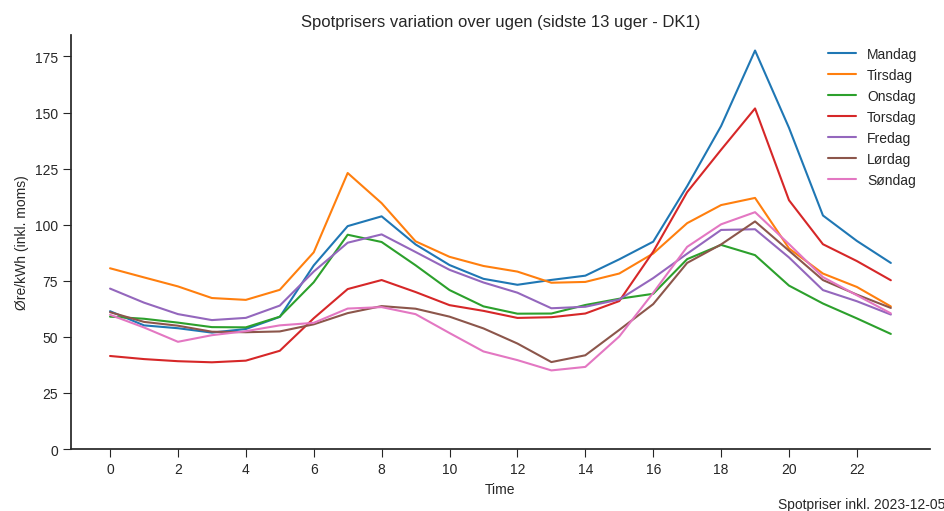 Spotprisers variation over ugen (sidste 13 uger - DK1)
Mandag
Tirsdag
Onsdag
Torsdag
Fredag
Lørdag
Søndag
Øre/kWh (inkl. moms)
175
150
125
100
75
50
25
0
0 2 4 6 8 10 12 14 16 18 20 22
Time
Spotpriser inkl. 2023-12-05